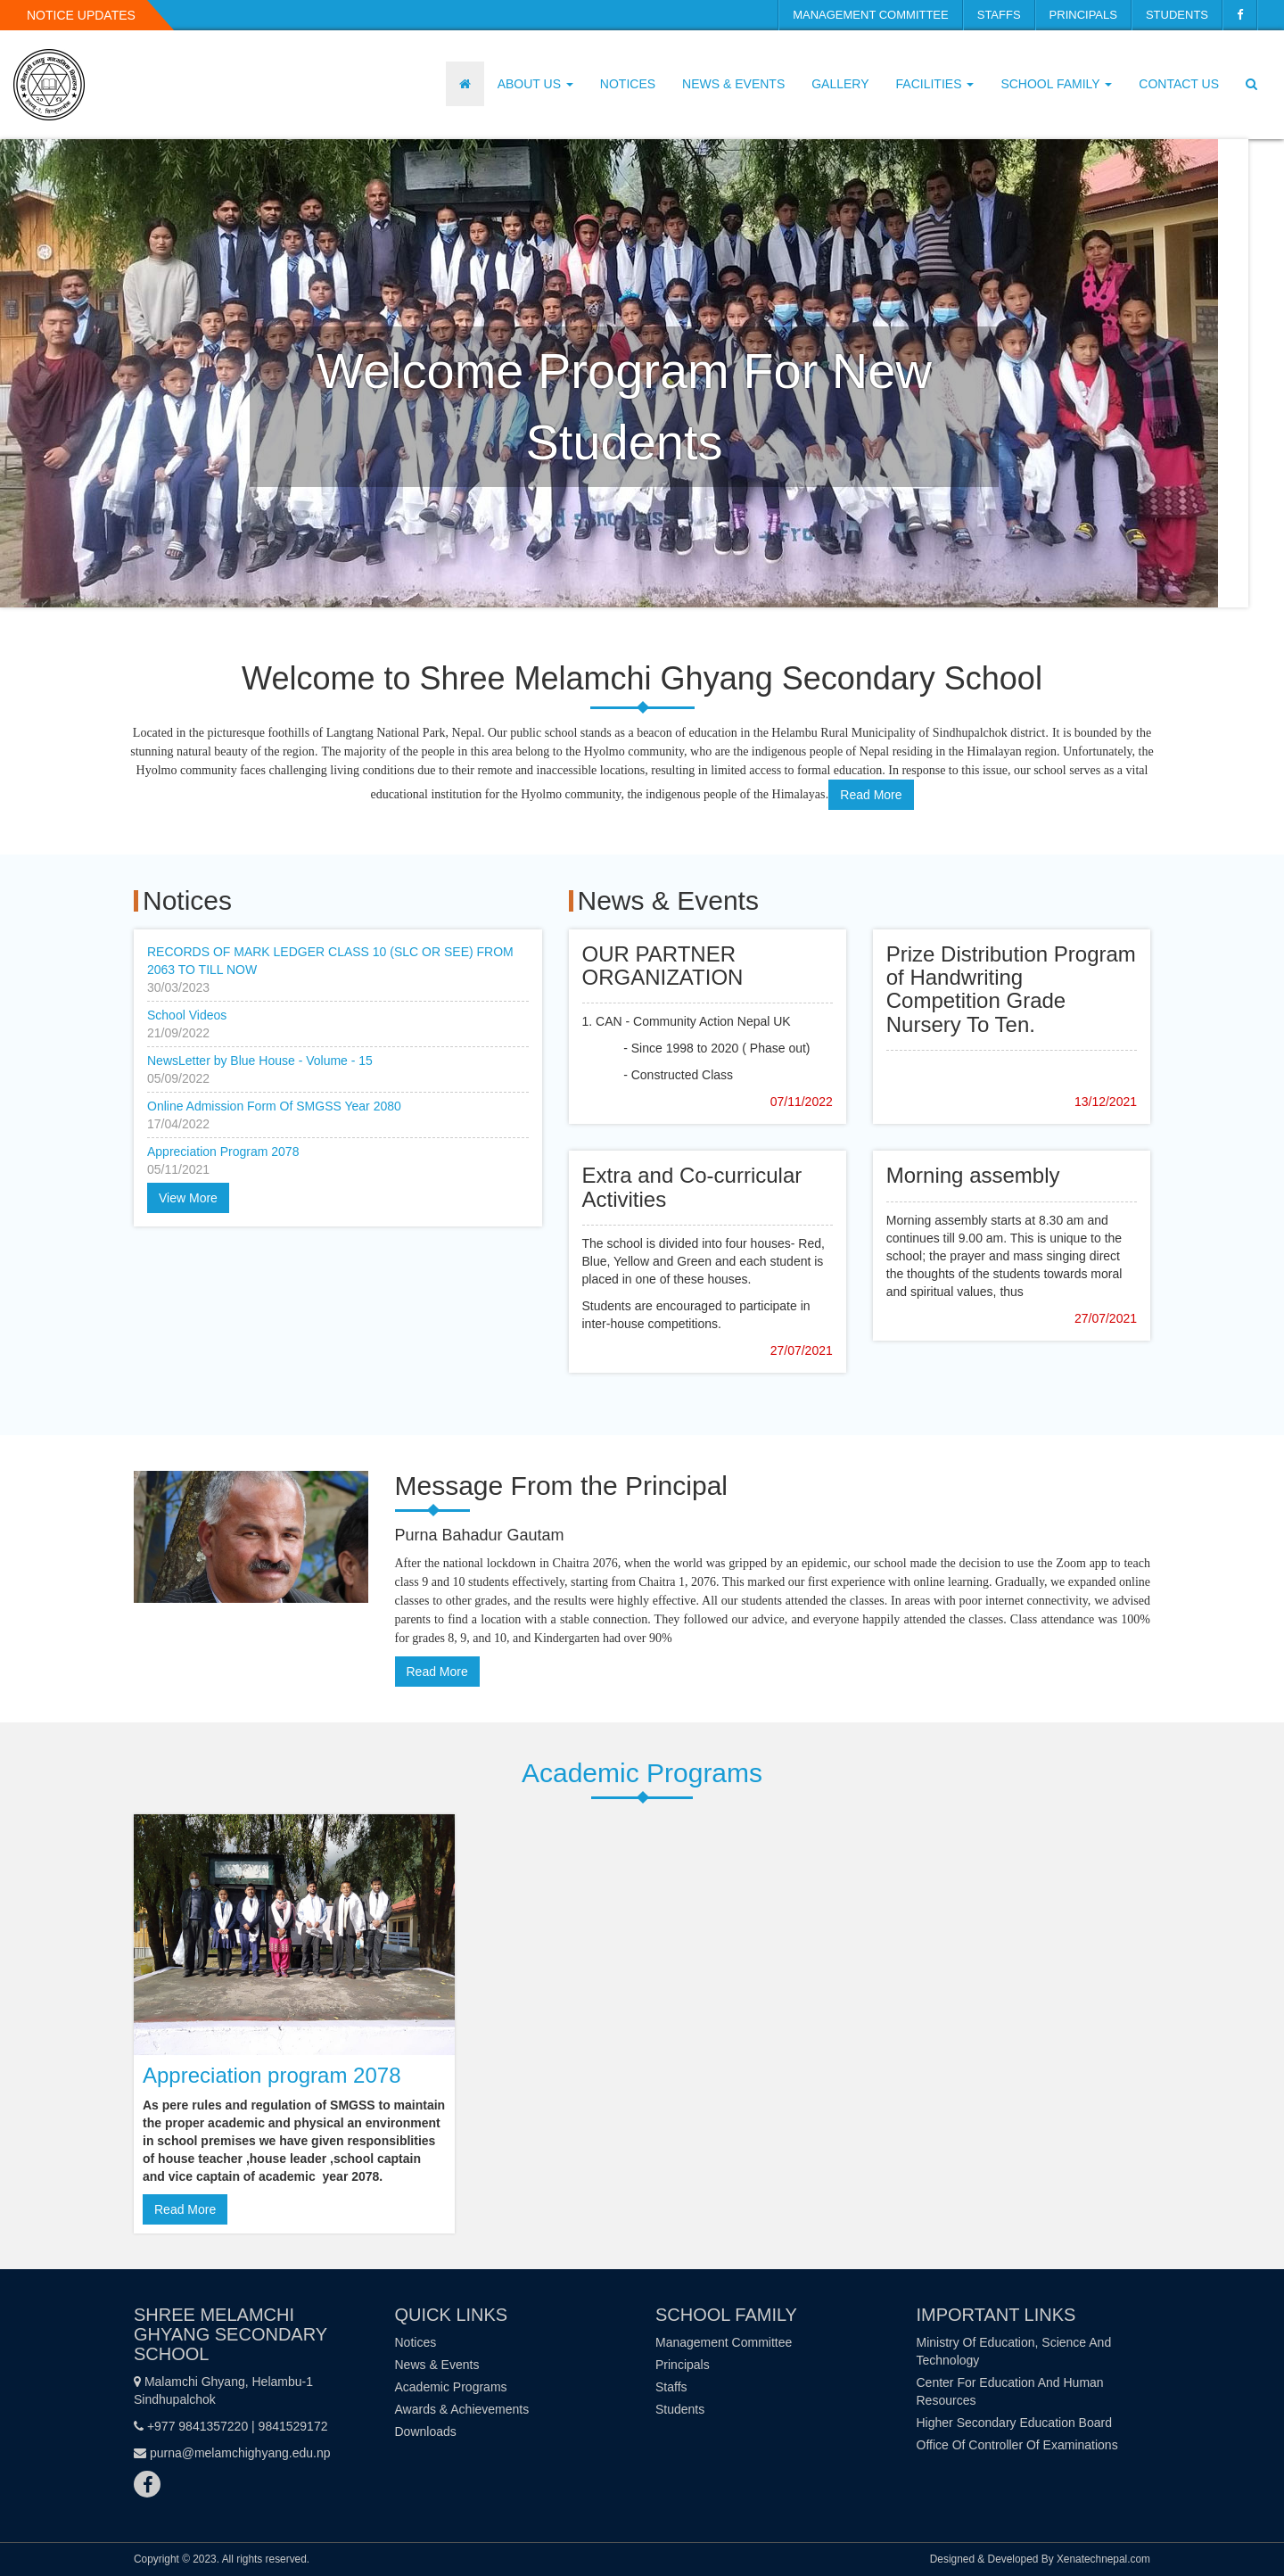 NOTICE UPDATES
MANAGEMENT COMMITTEE STAFFS PRINCIPALS STUDENTS
ABOUT US NOTICES NEWS & EVENTS GALLERY FACILITIES SCHOOL FAMILY CONTACT US
Welcome Program For New
Students
Welcome to Shree Melamchi Ghyang Secondary School
Located in the picturesque foothills of Langtang National Park, Nepal. Our public school stands as a beacon of education in the Helambu Rural Municipality of Sindhupalchok district. It is bounded by the
stunning natural beauty of the region. The majority of the people in this area belong to the Hyolmo community, who are the indigenous people of Nepal residing in the Himalayan region. Unfortunately, the
Hyolmo community faces challenging living conditions due to their remote and inaccessible locations, resulting in limited access to formal education. In response to this issue, our school serves as a vital
educational institution for the Hyolmo community, the indigenous people of the Himalayas. Read More
Notices
RECORDS OF MARK LEDGER CLASS 10 (SLC OR SEE) FROM
2063 TO TILL NOW
30/03/2023
School Videos
21/09/2022
NewsLetter by Blue House - Volume - 15
05/09/2022
Online Admission Form Of SMGSS Year 2080
17/04/2022
Appreciation Program 2078
05/11/2021
View More
News & Events
OUR PARTNER
ORGANIZATION
1. CAN - Community Action Nepal UK
- Since 1998 to 2020 ( Phase out)
- Constructed Class
07/11/2022
Prize Distribution Program
of Handwriting
Competition Grade
Nursery To Ten.
13/12/2021
Extra and Co-curricular
Activities
The school is divided into four houses- Red,
Blue, Yellow and Green and each student is
placed in one of these houses.
Students are encouraged to participate in
inter-house competitions.
27/07/2021
Morning assembly
Morning assembly starts at 8.30 am and
continues till 9.00 am. This is unique to the
school; the prayer and mass singing direct
the thoughts of the students towards moral
and spiritual values, thus
27/07/2021
Message From the Principal
Purna Bahadur Gautam
After the national lockdown in Chaitra 2076, when the world was gripped by an epidemic, our school made the decision to use the Zoom app to teach
class 9 and 10 students effectively, starting from Chaitra 1, 2076. This marked our first experience with online learning. Gradually, we expanded online
classes to other grades, and the results were highly effective. All our students attended the classes. In areas with poor internet connectivity, we advised
parents to find a location with a stable connection. They followed our advice, and everyone happily attended the classes. Class attendance was 100%
for grades 8, 9, and 10, and Kindergarten had over 90%
Read More
Academic Programs
Appreciation program 2078
As pere rules and regulation of SMGSS to maintain
the proper academic and physical an environment
in school premises we have given responsiblities
of house teacher ,house leader ,school captain
and vice captain of academic  year 2078.
Read More
SHREE MELAMCHI
GHYANG SECONDARY
SCHOOL
Malamchi Ghyang, Helambu-1
Sindhupalchok
+977 9841357220 | 9841529172
purna@melamchighyang.edu.np
QUICK LINKS
Notices
News & Events
Academic Programs
Awards & Achievements
Downloads
SCHOOL FAMILY
Management Committee
Principals
Staffs
Students
IMPORTANT LINKS
Ministry Of Education, Science And
Technology
Center For Education And Human
Resources
Higher Secondary Education Board
Office Of Controller Of Examinations
Copyright © 2023. All rights reserved.
Designed & Developed By Xenatechnepal.com